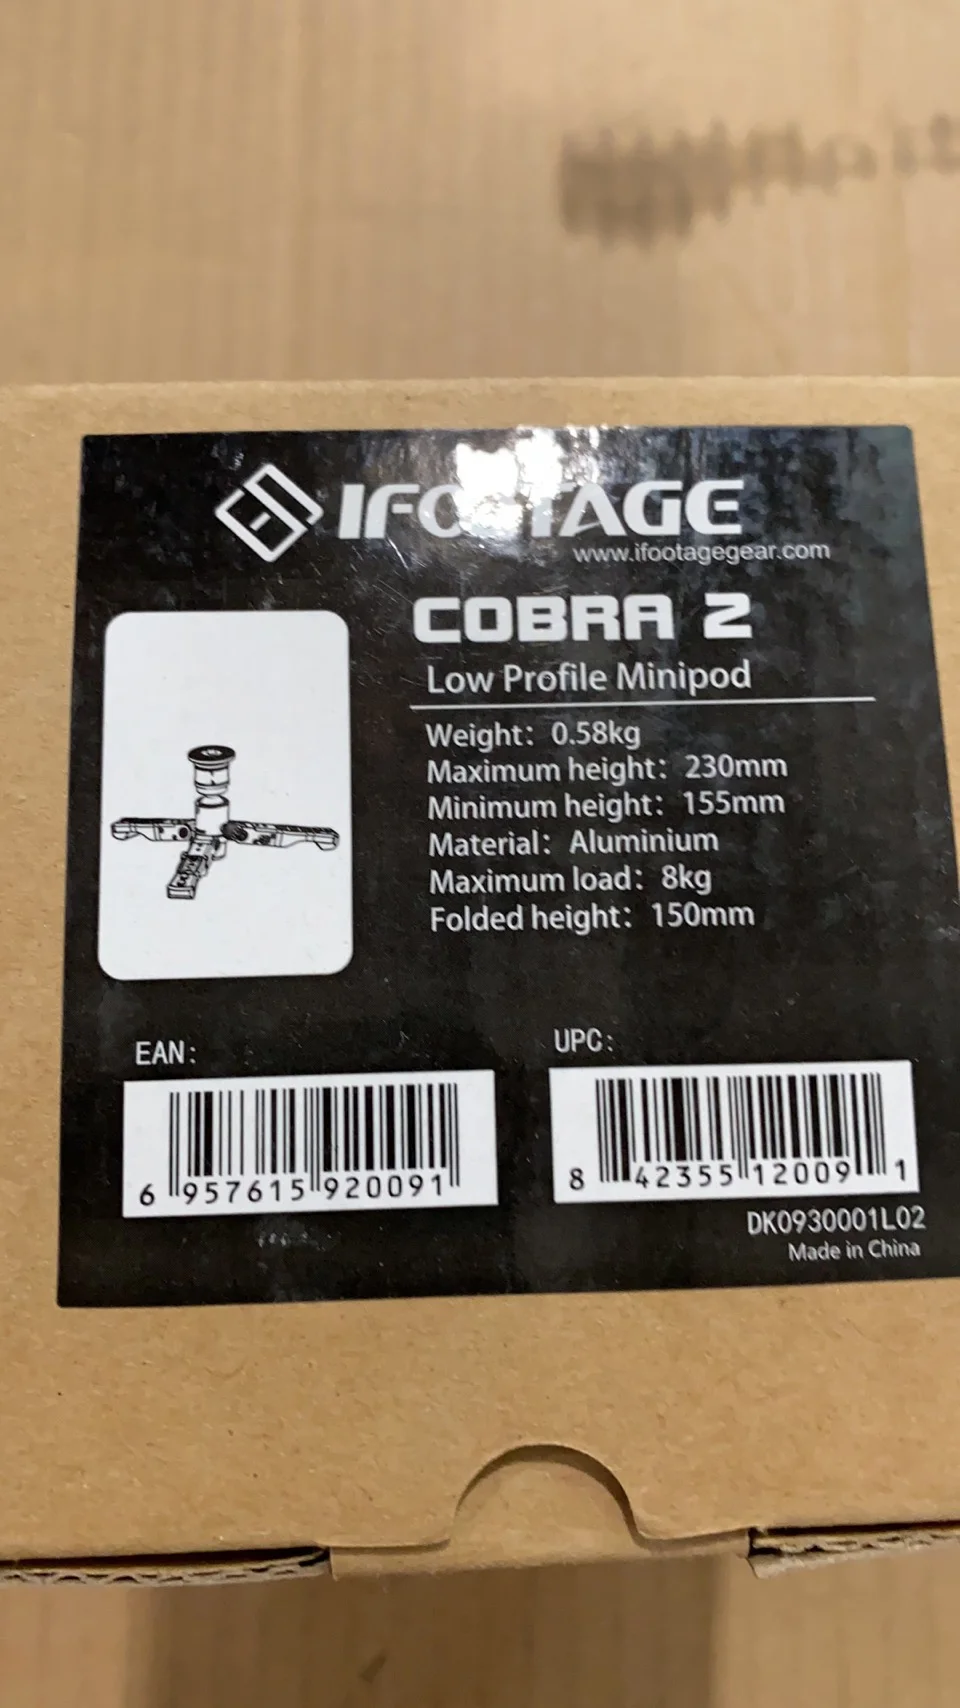 IFOOTAGE
www.ifootagegear.com
COBRA 2
Low Profile Minipod
Weight: 0.58kg
Maximum height: 230mm
Minimum height: 155mm
Material: Aluminium
Maximum load: 8kg
Folded height: 150mm
EAN:
6 957615 920091
UPC:
8 42355 12009 1
DK0930001L02
Made in China